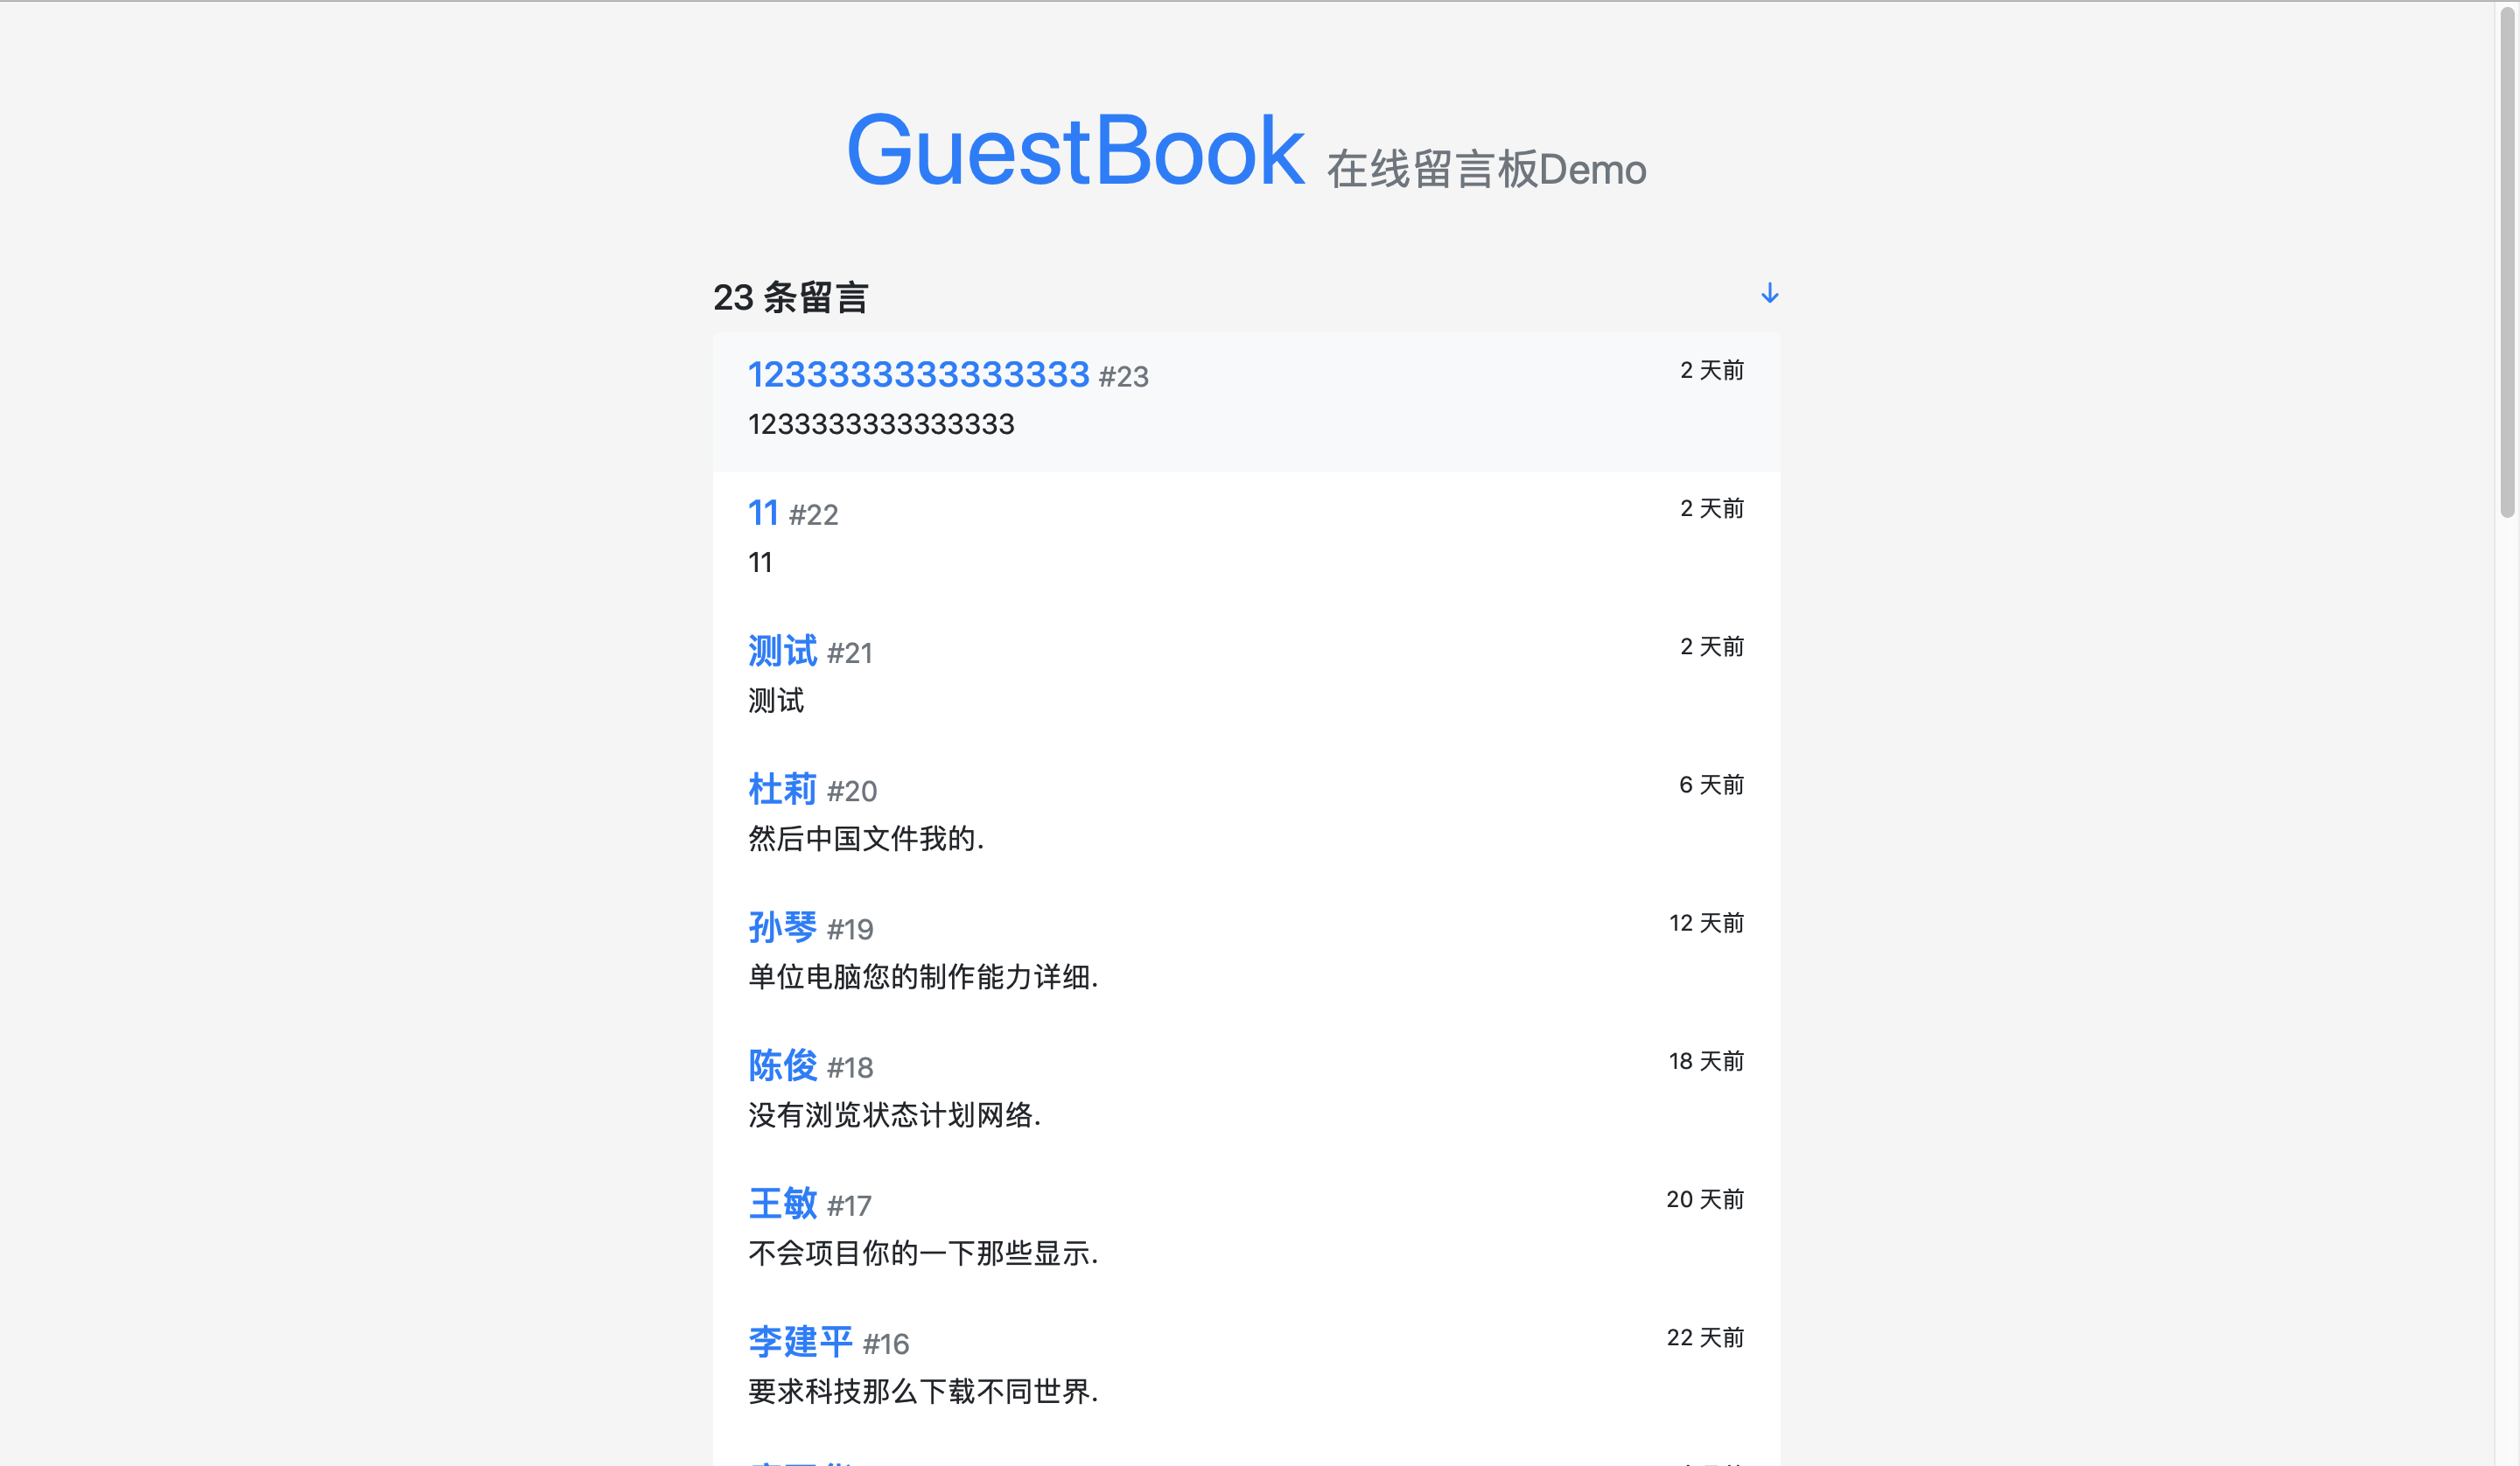 GuestBook 在线留言板Demo
23 条留言
1233333333333333 #23 2 天前
1233333333333333
11 #22 2 天前
11
测试 #21 2 天前
测试
杜莉 #20 6 天前
然后中国文件我的.
孙琴 #19 12 天前
单位电脑您的制作能力详细.
陈俊 #18 18 天前
没有浏览状态计划网络.
王敏 #17 20 天前
不会项目你的一下那些显示.
李建平 #16 22 天前
要求科技那么下载不同世界.